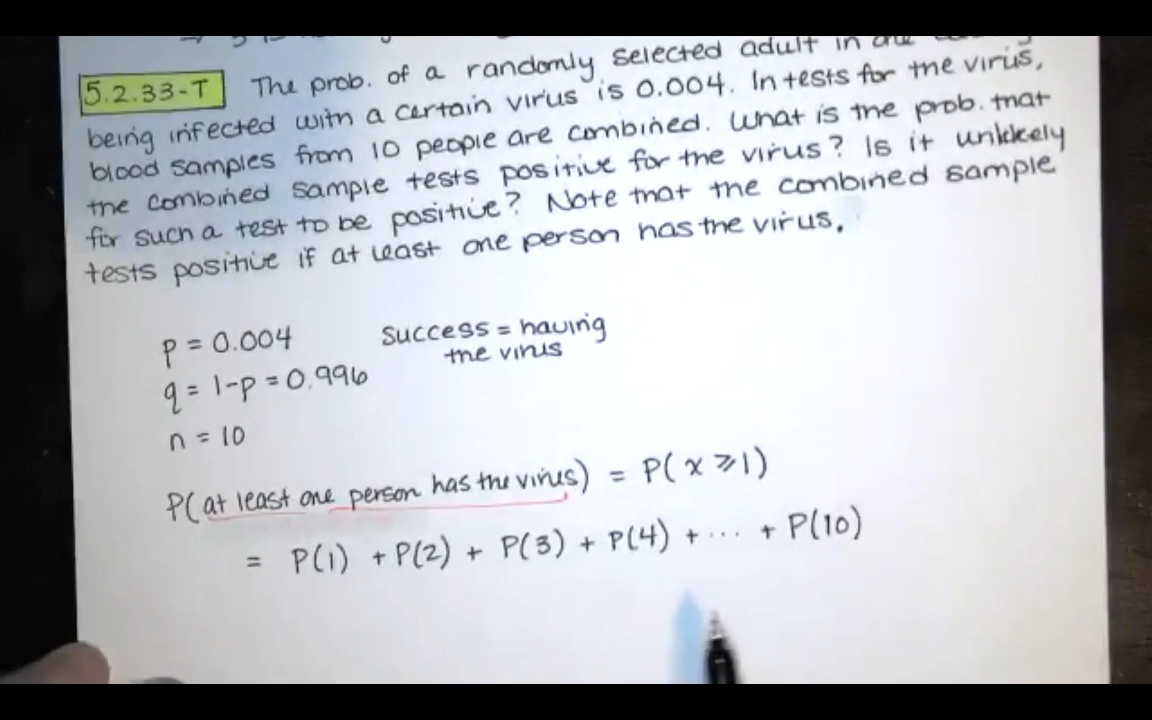 5.2.33-T The prob. of a randomly selected adult in one
being infected with a certain virus is 0.004. In tests for the virus,
blood samples from 10 people are combined. What is the prob. that
the combined sample tests positive for the virus? Is it unlikely
for such a test to be positive? Note that the combined sample
tests positive if at least one person has the virus.
p = 0.004 Success = having
the virus
q = 1-p = 0.996
n = 10
P(at least one person has the virus) = P(x ≥ 1)
= P(1) + P(2) + P(3) + P(4) + ... + P(10)